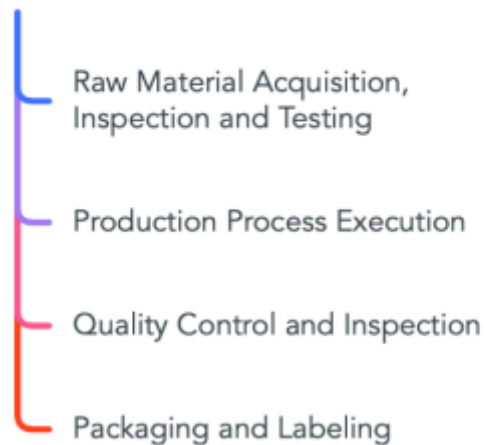 Raw Material Acquisition,
Inspection and Testing
Production Process Execution
Quality Control and Inspection
Packaging and Labeling